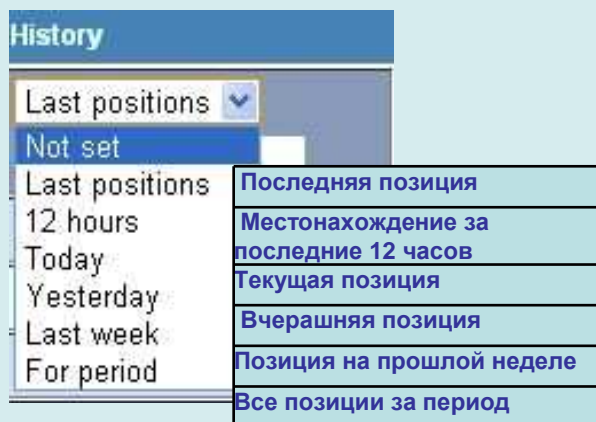 History
Last positions
Not set
Last positions
12 hours
Today
Yesterday
Last week
For period
Последняя позиция
Местонахождение за
последние 12 часов
Текущая позиция
Вчерашняя позиция
Позиция на прошлой неделе
Все позиции за период